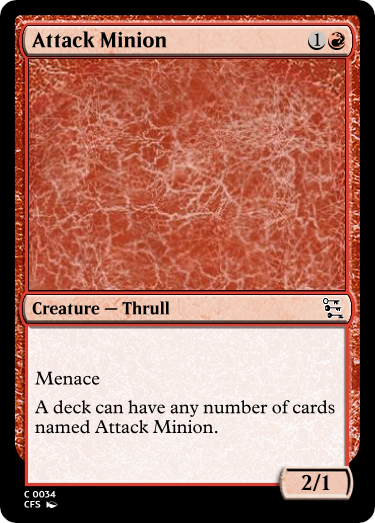 Attack Minion 1
Creature — Thrull
Menace
A deck can have any number of cards
named Attack Minion.
2/1
C 0034
CFS